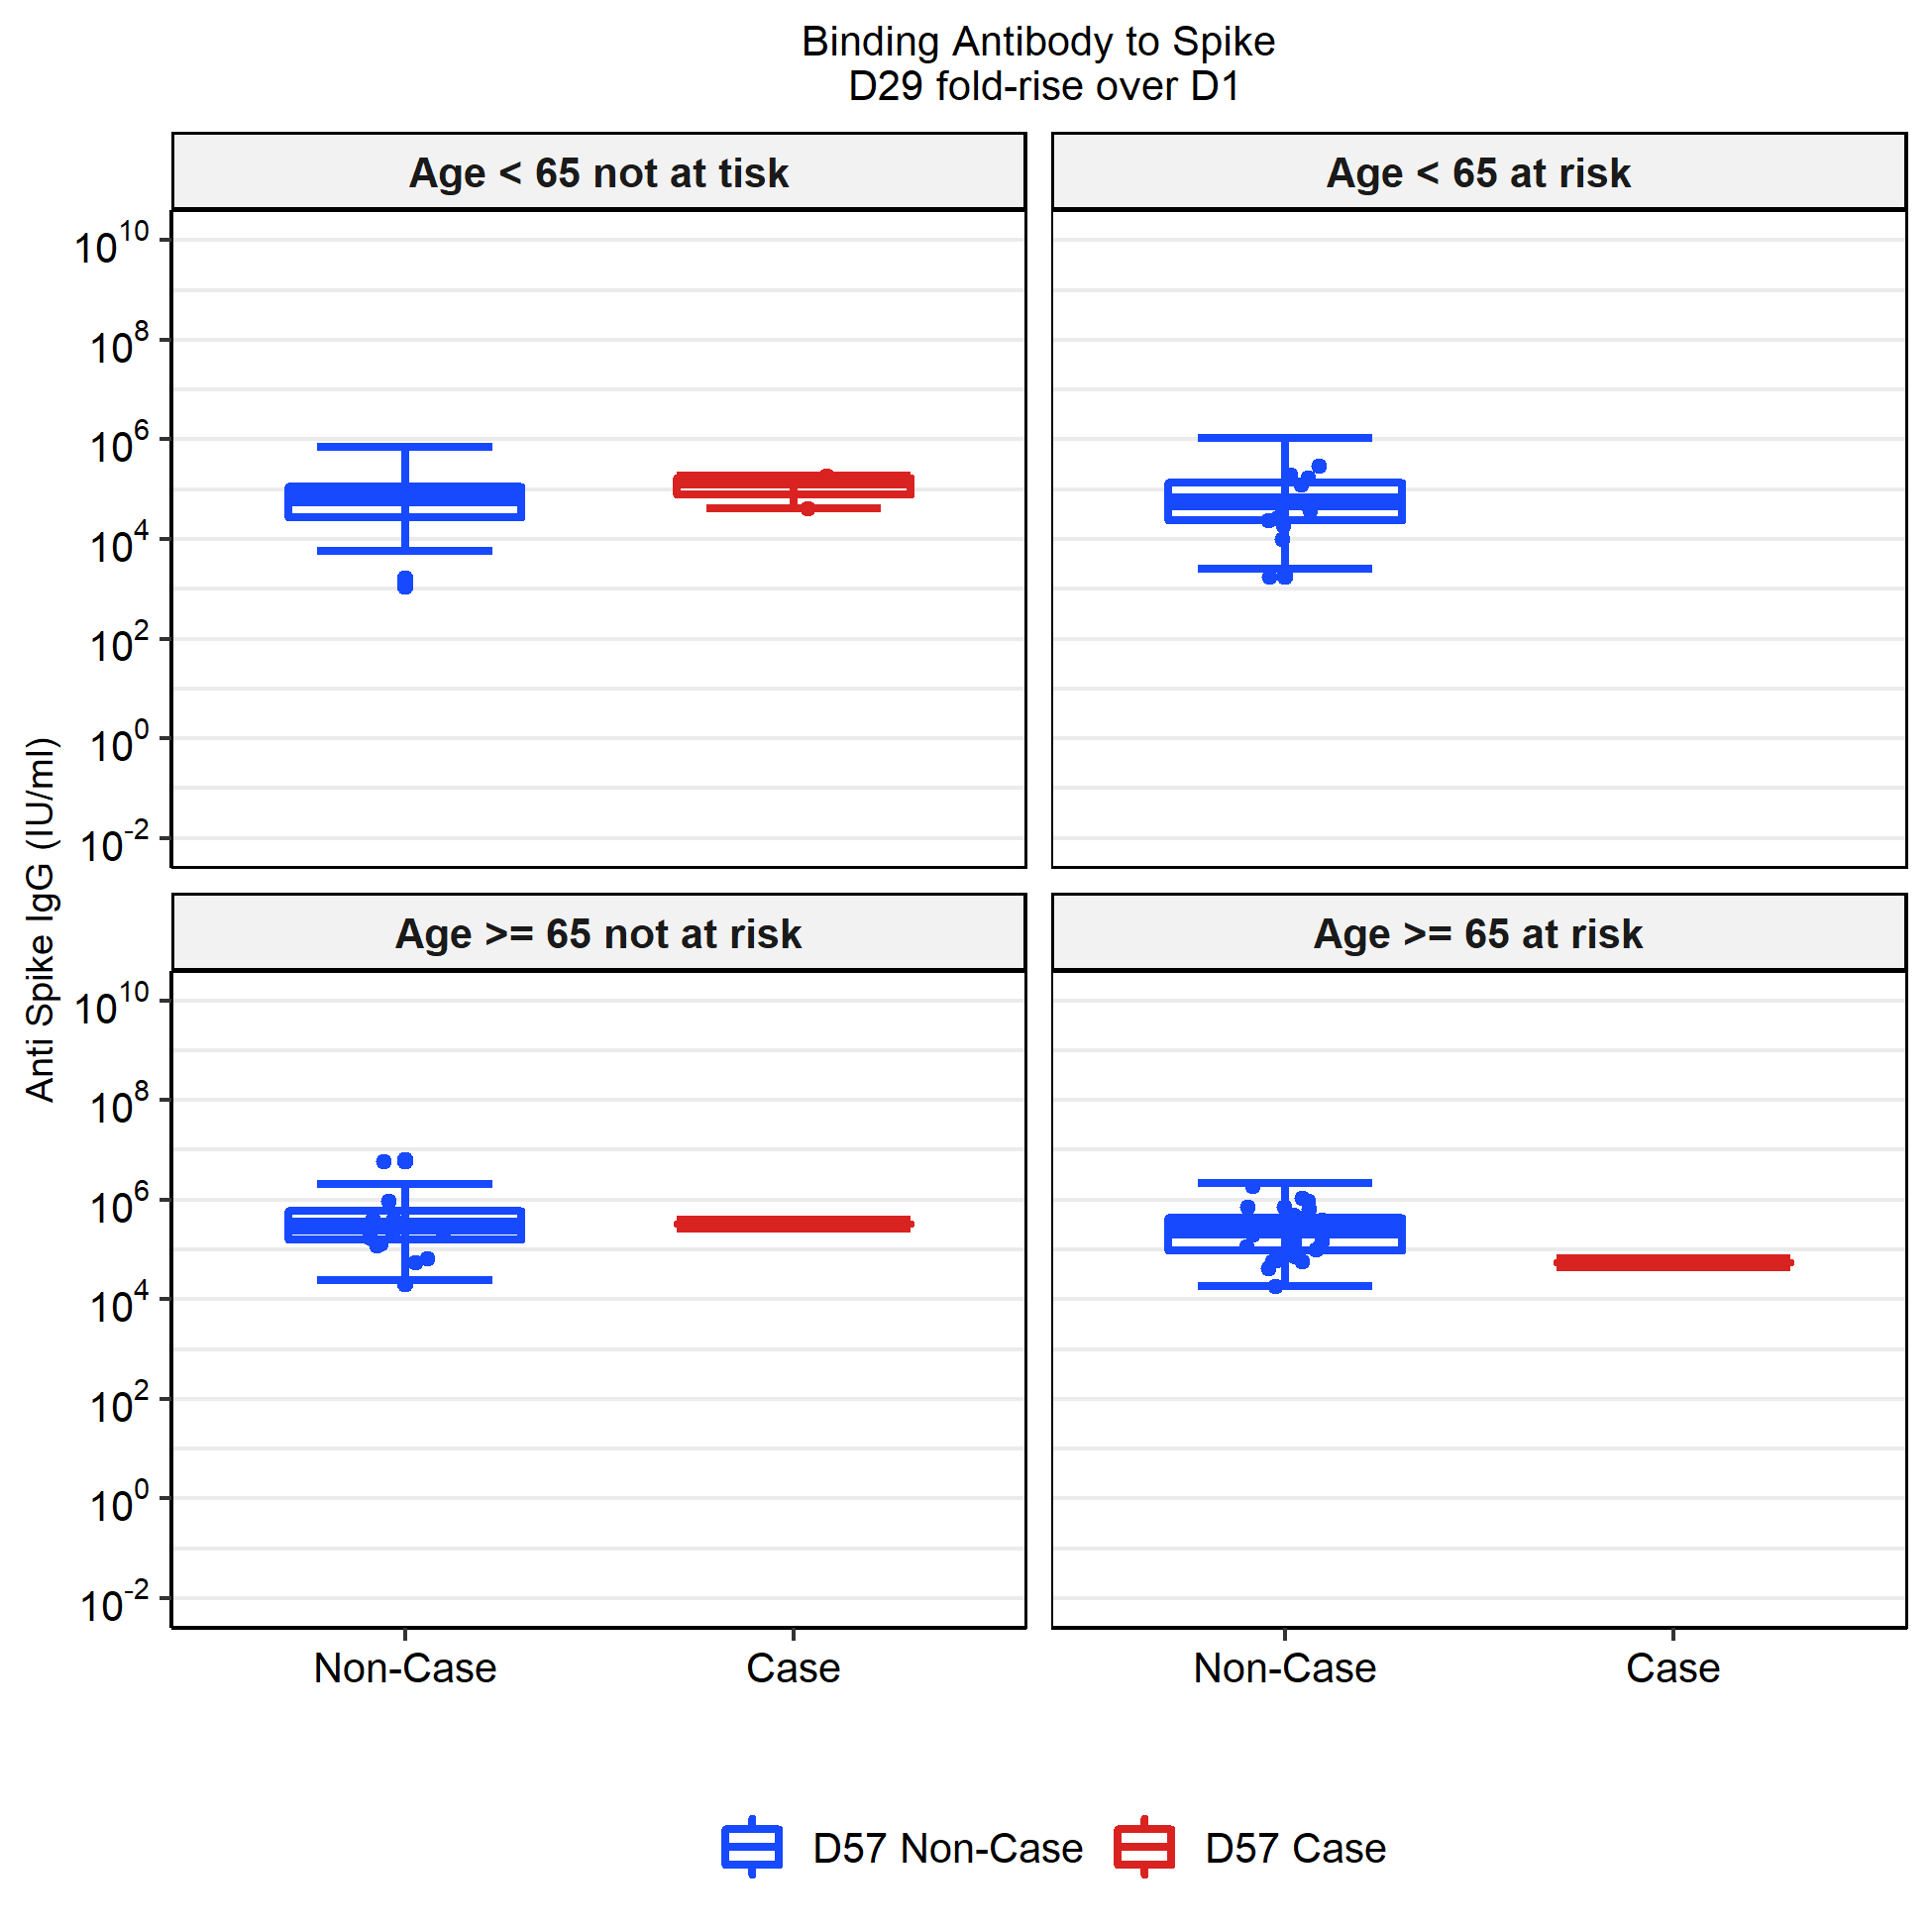 Binding Antibody to Spike
D29 fold-rise over D1
Age < 65 not at tisk
Age < 65 at risk
10^10
10^8
10^6
10^4
10^2
10^0
10^-2
Anti Spike IgG (IU/ml)
Age >= 65 not at risk
Age >= 65 at risk
10^10
10^8
10^6
10^4
10^2
10^0
10^-2
Non-Case
Case
Non-Case
Case
D57 Non-Case
D57 Case